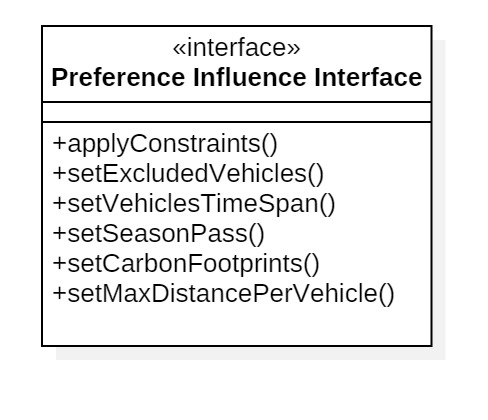 «interface»
Preference Influence Interface
+applyConstraints()
+setExcludedVehicles()
+setVehiclesTimeSpan()
+setSeasonPass()
+setCarbonFootprints()
+setMaxDistancePerVehicle()